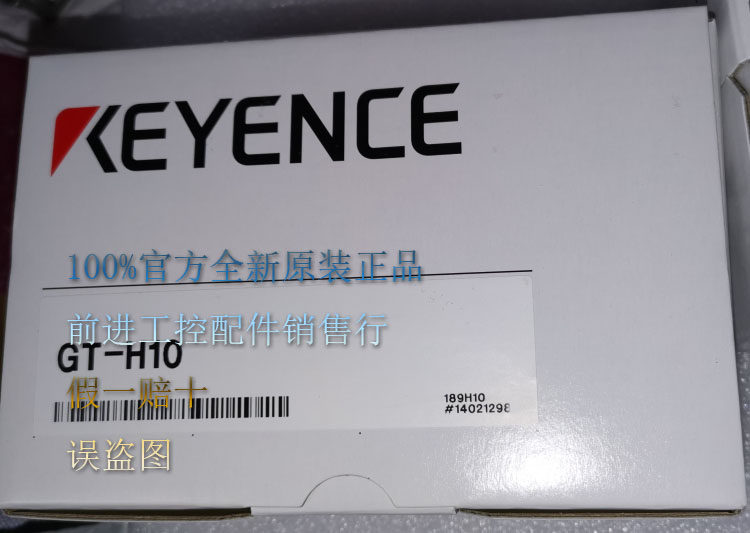 KEYENCE
100%官方全新原装正品
前进工控配件销售行
GT-H10
假一赔十
189H10
#14021298
误盗图